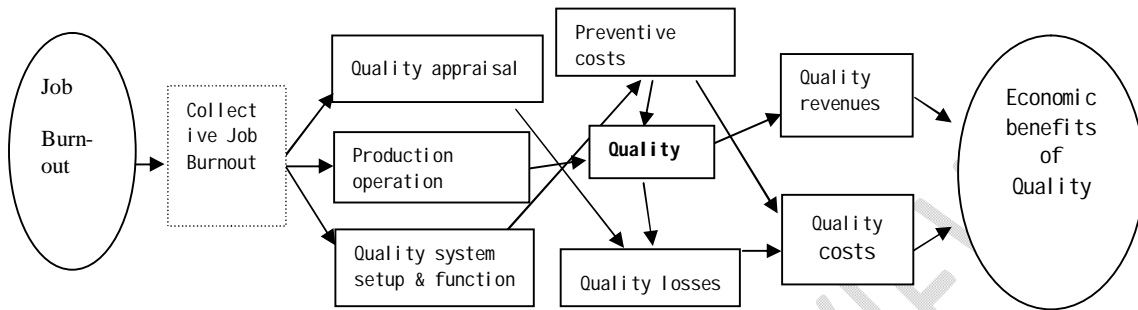 Job
Burn-
out
Collect
ive Job
Burnout
Quality appraisal
Production
operation
Quality system
setup & function
Preventive
costs
Quality
Quality losses
Quality
revenues
Quality
costs
Economic
benefits
of
Quality